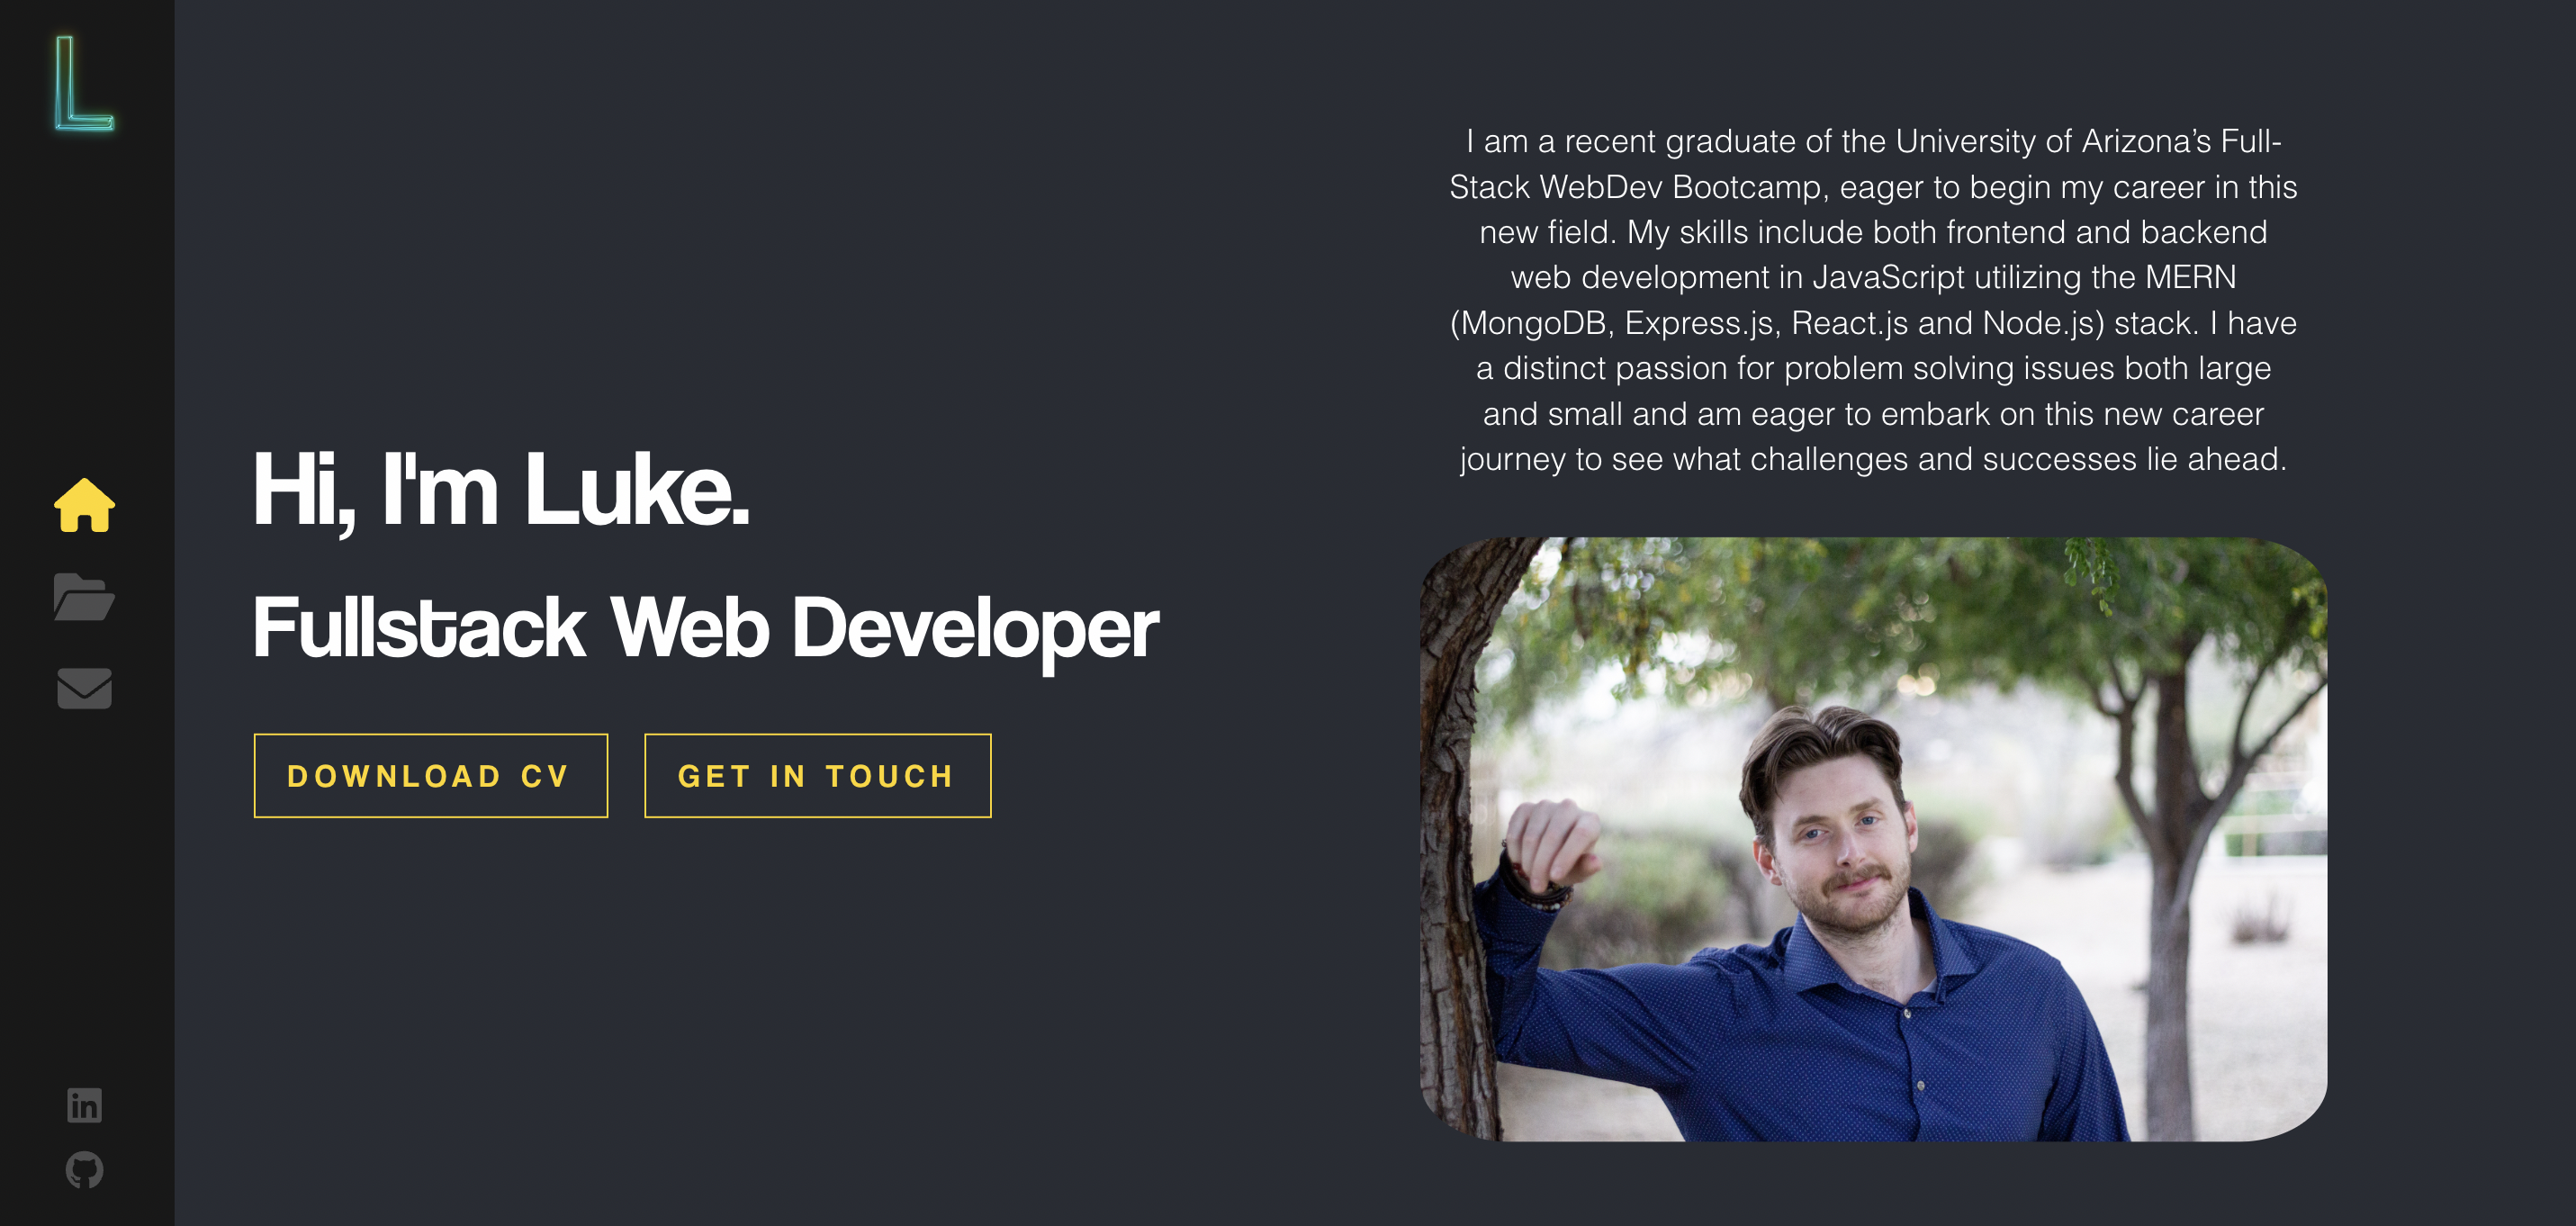 L
Hi, I'm Luke.
Fullstack Web Developer
DOWNLOAD CV
GET IN TOUCH
I am a recent graduate of the University of Arizona’s Full-
Stack WebDev Bootcamp, eager to begin my career in this
new field. My skills include both frontend and backend
web development in JavaScript utilizing the MERN
(MongoDB, Express.js, React.js and Node.js) stack. I have
a distinct passion for problem solving issues both large
and small and am eager to embark on this new career
journey to see what challenges and successes lie ahead.
in